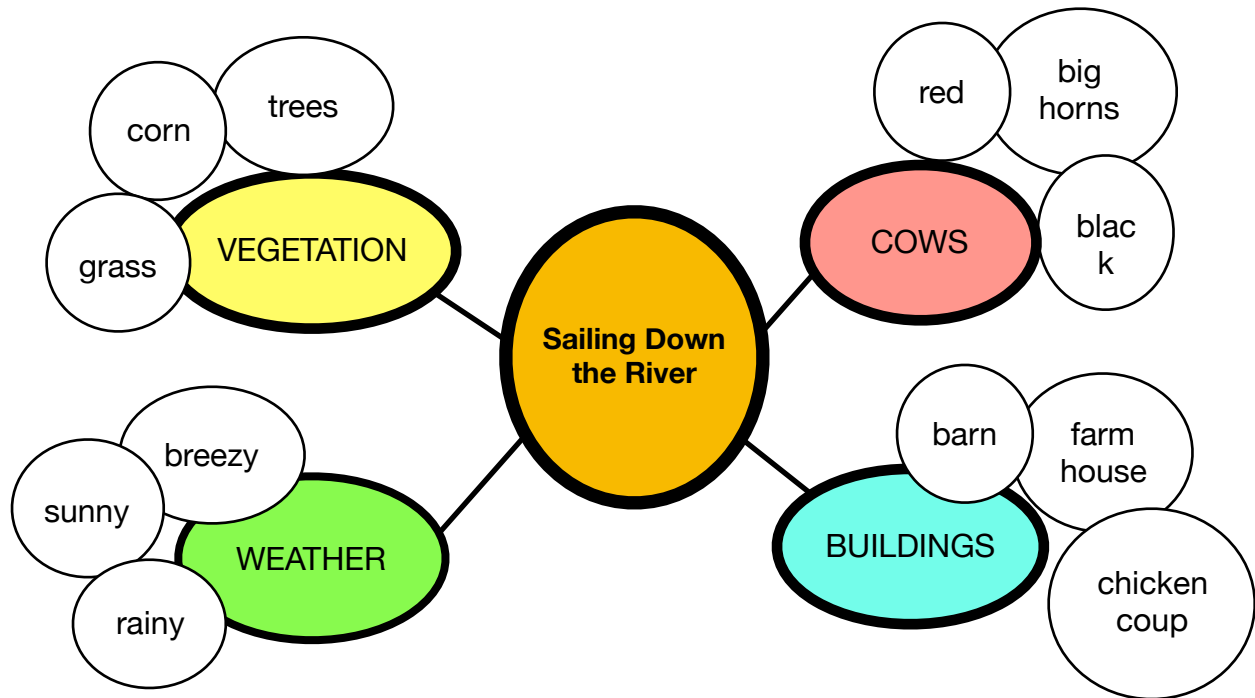 trees
corn
grass
VEGETATION
red
big
horns
blac
k
COWS
Sailing Down
the River
breezy
sunny
rainy
WEATHER
barn
farm
house
chicken
coup
BUILDINGS